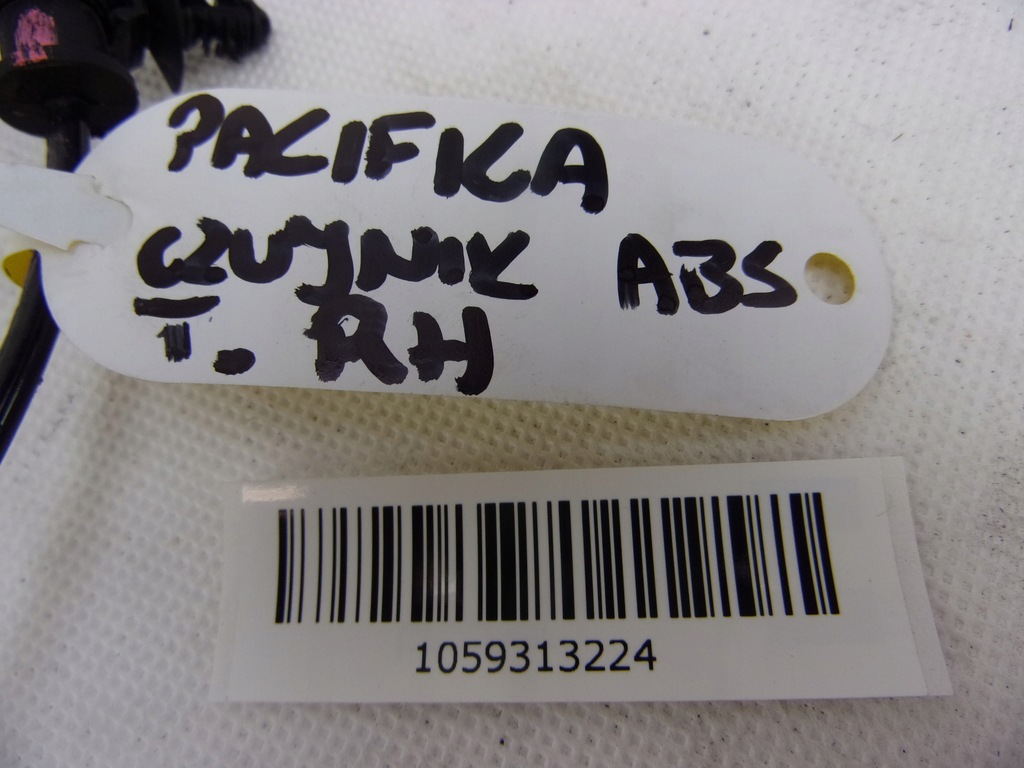 PACIFICA
CZUJNIK ABS
T. RH
1059313224